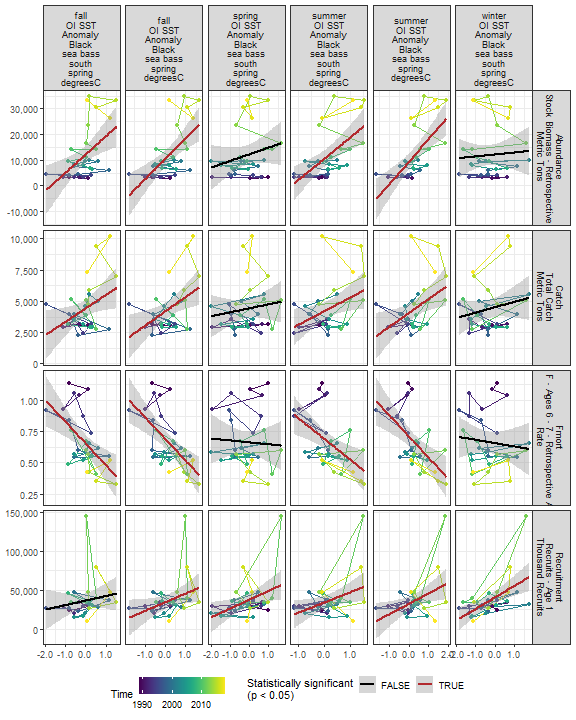 fall
OI SST
Anomaly
Black
sea bass
south
spring
degreesC
fall
OI SST
Anomaly
Black
sea bass
spring
degreesC
spring
OI SST
Anomaly
Black
sea bass
south
spring
degreesC
summer
OI SST
Anomaly
Black
sea bass
south
spring
degreesC
summer
OI SST
Anomaly
Black
sea bass
spring
degreesC
winter
OI SST
Anomaly
Black
sea bass
south
spring
degreesC
30,000
20,000
10,000
0
-10,000
Abundance
Stock Biomass - Retrospective
Metric Tons
10,000
7,500
5,000
2,500
0
Catch
Total Catch
Metric Tons
1.00
0.75
0.50
0.25
Fmort
F - Ages 6 - 7 - Retrospective
Rate
150,000
100,000
50,000
0
Recruitment
Recruits - Age 1
Thousand Recruits
-2.0 -1.0 0.0 1.0
-1.0 0.0 1.0
-1.0 0.0 1.0
-1.0 0.0 1.0
-1.0 0.0 1.0
-2.0 -1.0 0.0 1.0
Time
1990 2000 2010
Statistically significant
(p < 0.05)
FALSE
TRUE